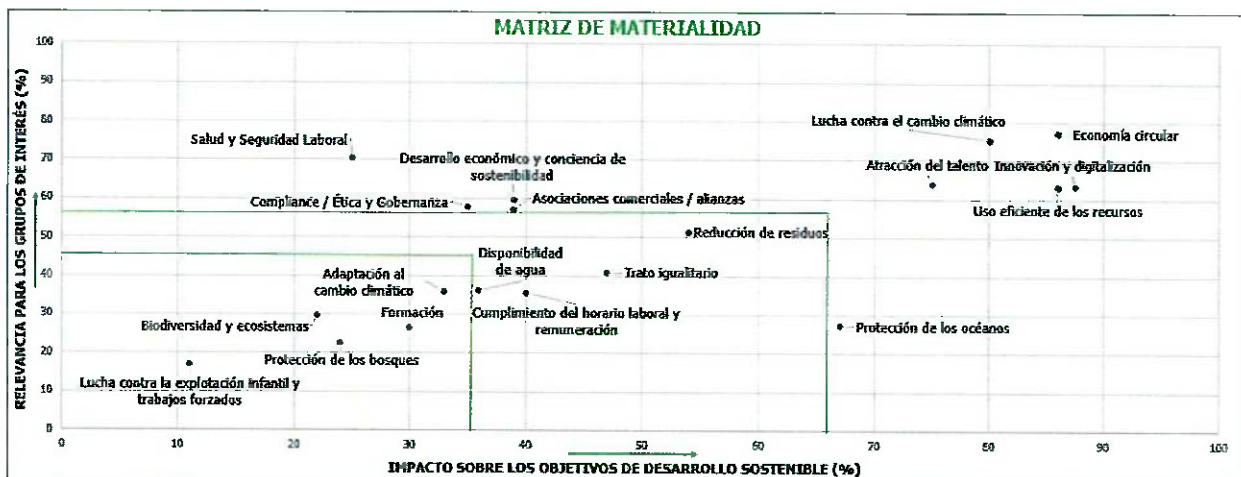 MATRIZ DE MATERIALIDAD
RELEVANCIA PARA LOS GRUPOS DE INTERÉS (%)
100
90
80
70
60
50
40
30
20
10
0
Lucha contra el cambio climático
Economía circular
Salud y Seguridad Laboral
Desarrollo económico y conciencia de
sostenibilidad
Atracción del talento
Innovación y digitalización
Compliance / Ética y Gobernanza
Asociaciones comerciales / alianzas
Uso eficiente de los recursos
Reducción de residuos
Disponibilidad
de agua
Adaptación al
cambio climático
Trato igualitario
Formación
Cumplimiento del horario laboral y
remuneración
Biodiversidad y ecosistemas
Protección de los océanos
Protección de los bosques
Lucha contra la explotación infantil y
trabajos forzados
0 10 20 30 40 50 60 70 80 90 100
IMPACTO SOBRE LOS OBJETIVOS DE DESARROLLO SOSTENIBLE (%)